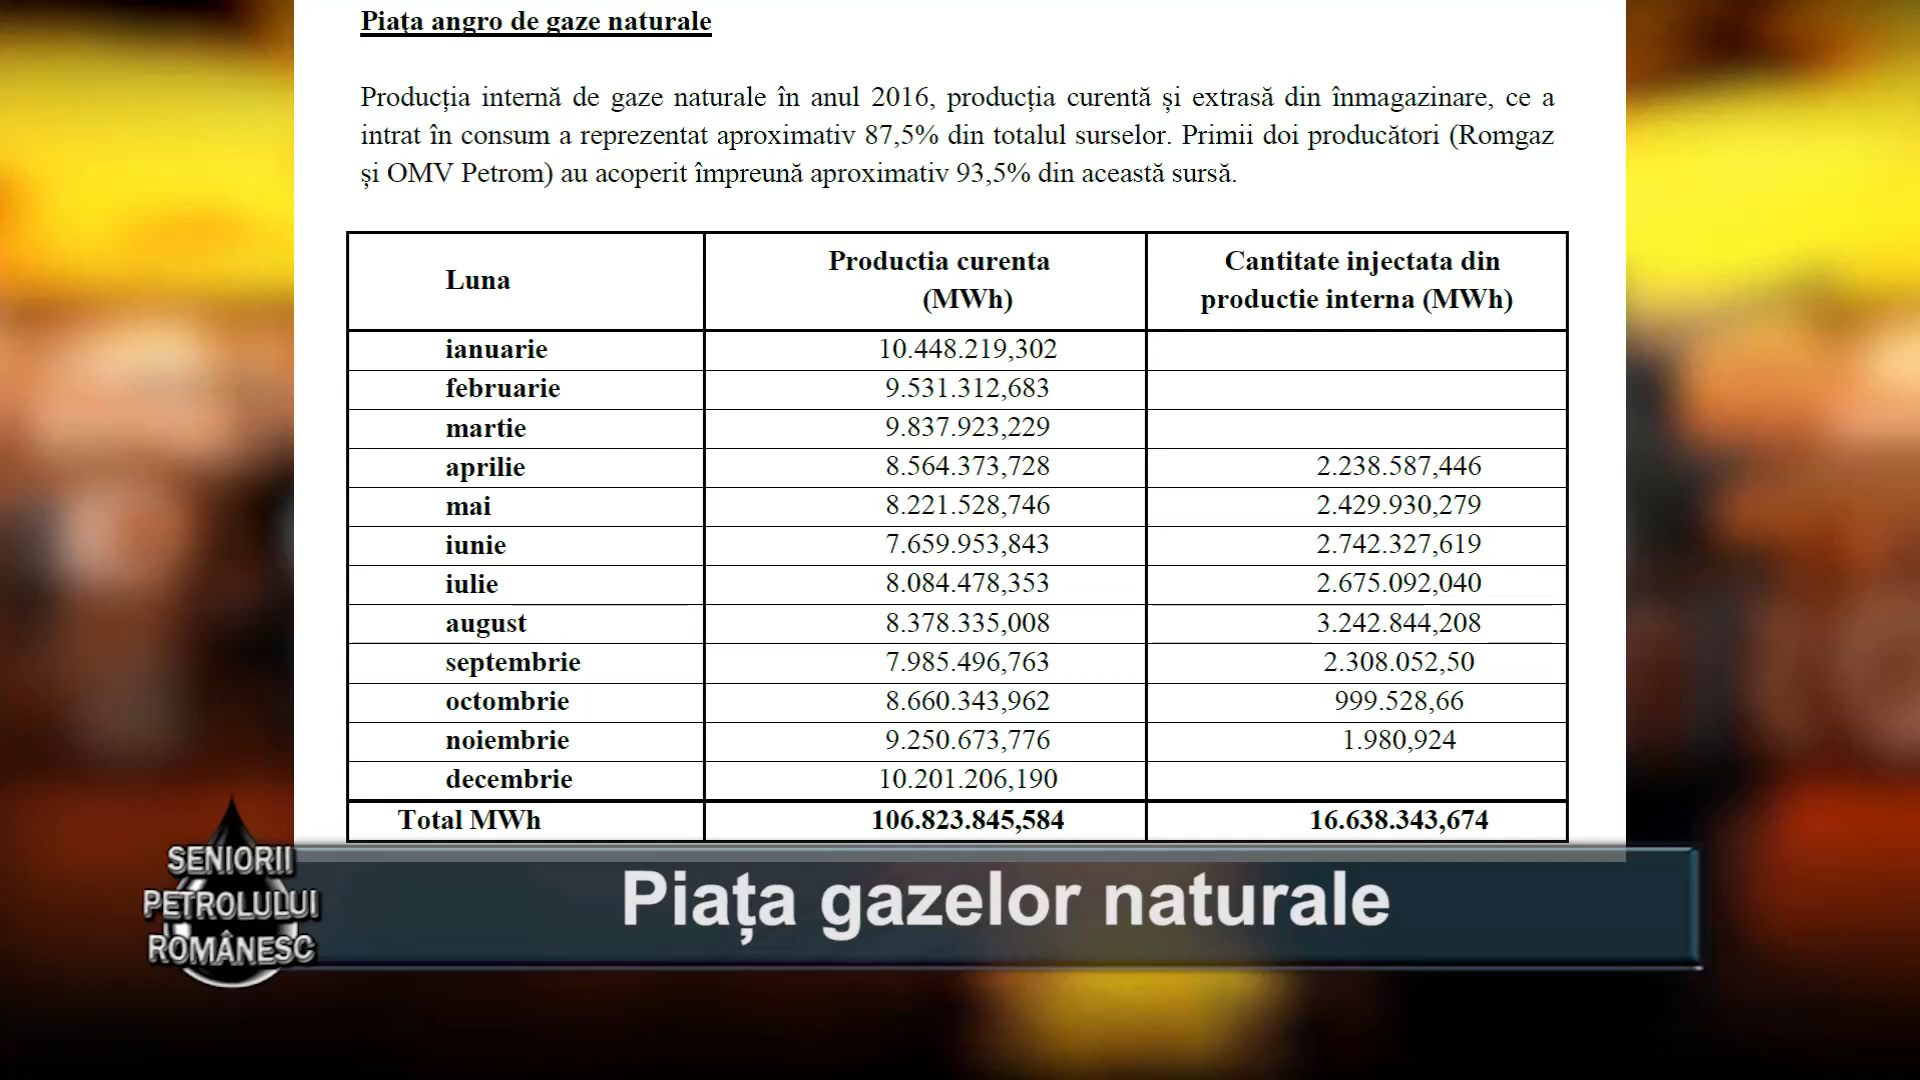 Piața angro de gaze naturale
Producția internă de gaze naturale în anul 2016, producția curentă și extrasă din înmagazinare, ce a
intrat în consum a reprezentat aproximativ 87,5% din totalul surselor. Primii doi producători (Romgaz
și OMV Petrom) au acoperit împreună aproximativ 93,5% din această sursă.
Luna Productia curenta (MWh) Cantitate injectata din productie interna (MWh)
ianuarie 10.448.219,302
februarie 9.531.312,683
martie 9.837.923,229
aprilie 8.564.373,728 2.238.587,446
mai 8.221.528,746 2.429.930,279
iunie 7.659.953,843 2.742.327,619
iulie 8.084.478,353 2.675.092,040
august 8.378.335,008 3.242.844,208
septembrie 7.985.496,763 2.308.052,50
octombrie 8.660.343,962 999.528,66
noiembrie 9.250.673,776 1.980,924
decembrie 10.201.206,190
Total MWh 106.823.845,584 16.638.343,674
SENIORII
PETROLULUI
ROMÂNESC
Piața gazelor naturale